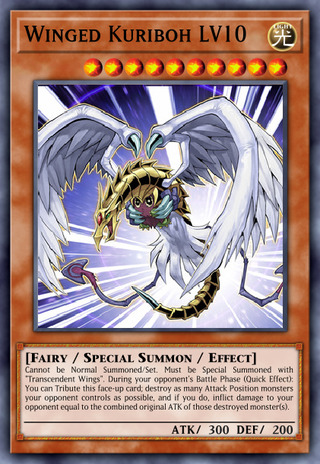 Winged Kuriboh LV10
LIGHT
光
[Fairy / Special Summon / Effect]
Cannot be Normal Summoned/Set. Must be Special Summoned with
"Transcendent Wings". During your opponent's Battle Phase (Quick Effect):
You can Tribute this face-up card; destroy as many Attack Position monsters
your opponent controls as possible, and if you do, inflict damage to your
opponent equal to the combined original ATK of those destroyed monster(s).
ATK/ 300 DEF/ 200